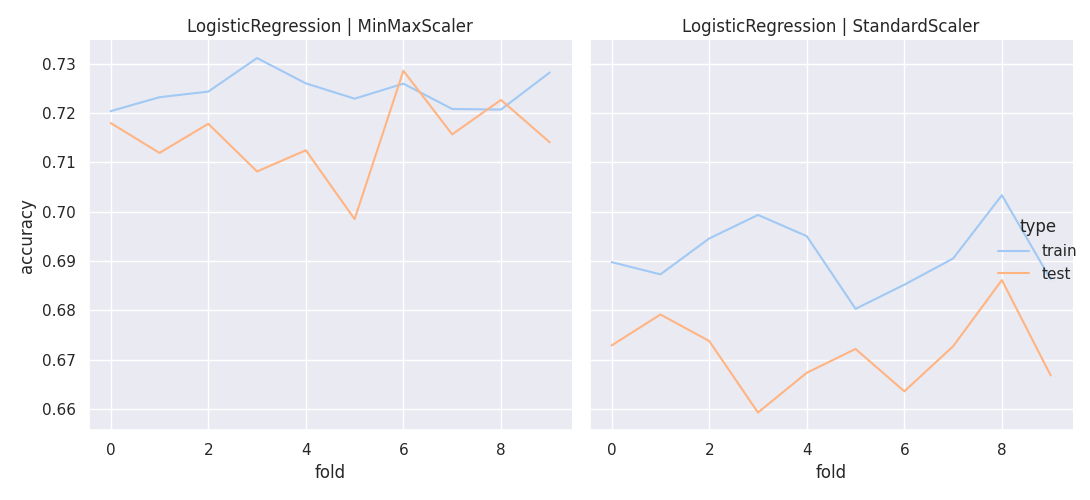 LogisticRegression | MinMaxScaler
LogisticRegression | StandardScaler
accuracy
0.73
0.72
0.71
0.70
0.69
0.68
0.67
0.66
0 2 4 6 8
fold
0 2 4 6 8
fold
type
train
test